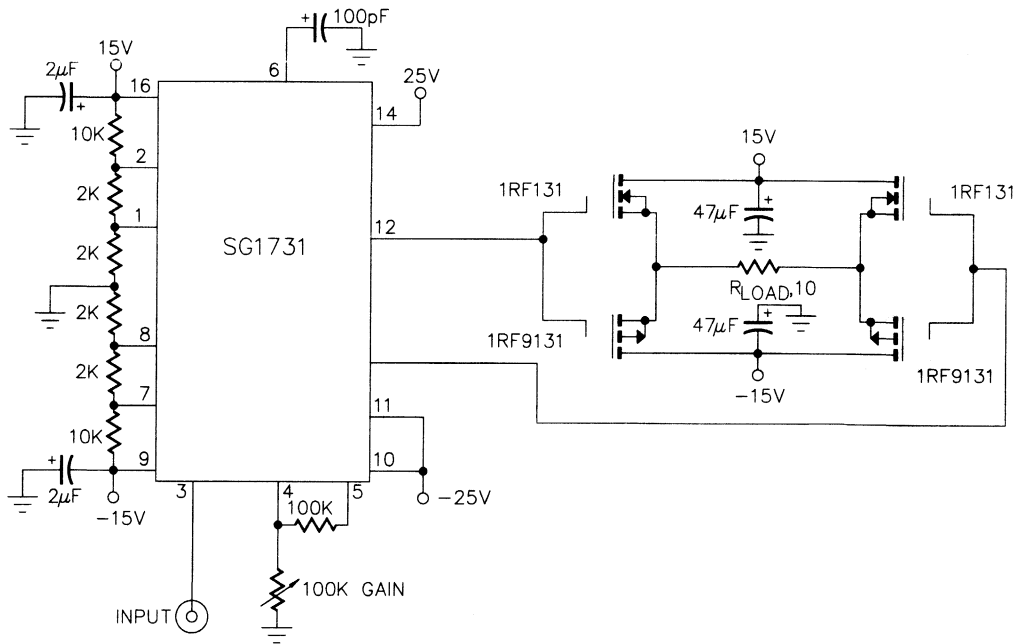 100pF
+
6
15V
2µF
+
16
10K
2
2K
1
2K
2K
8
2K
7
10K
9
+
2µF
-15V
SG1731
25V
14
12
11
10
-25V
3
4
5
100K
100K GAIN
INPUT
15V
1RF131
1RF131
47µF
+
RLOAD,10
47µF
+
1RF9131
1RF9131
-15V